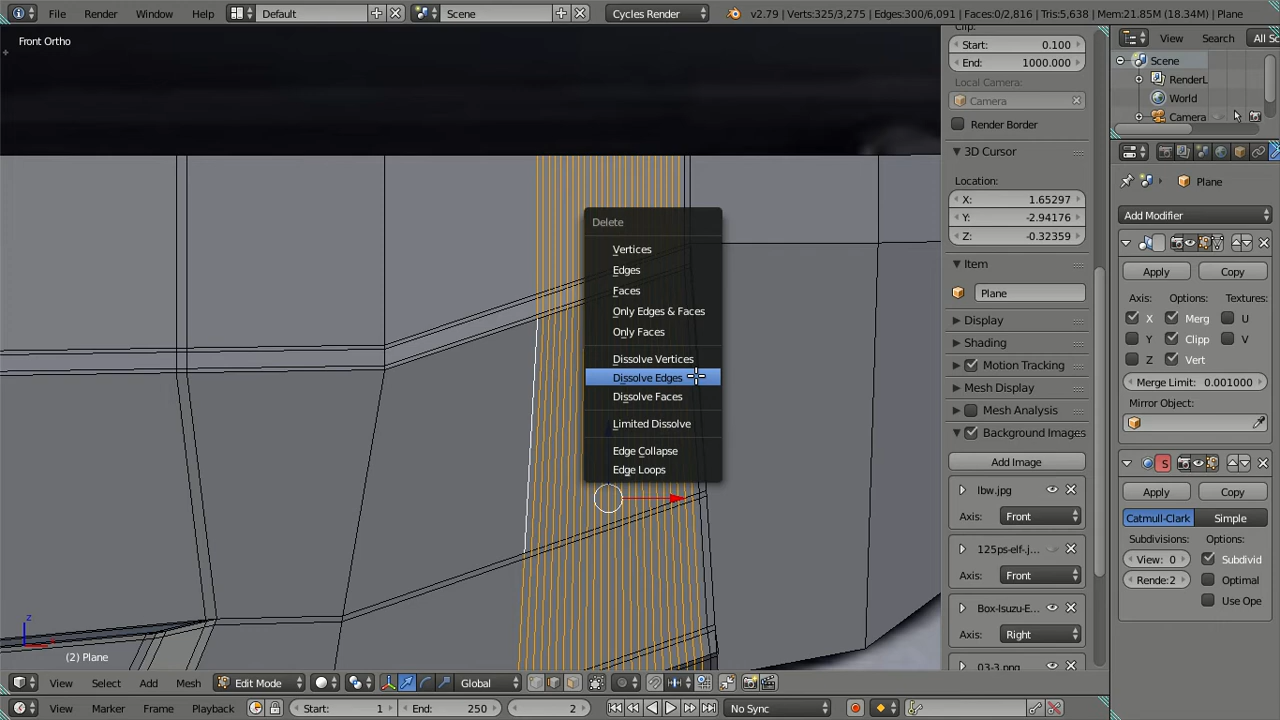 File Render Window Help Default Scene Cycles Render v2.79 | Verts:325/3,275 | Edges:300/6,091 | Faces:0/2,816 | Tris:5,638 | Mem:21.85M (18.34M) | Plane
Front Ortho
Clip:
Start: 0.100
End: 1000.000
Local Camera:
Camera
Render Border
3D Cursor
Location:
X: 1.65297
Y: -2.94176
Z: -0.32359
Item
Plane
Display
Shading
Motion Tracking
Mesh Display
Mesh Analysis
Background Images
Add Image
lbw.jpg
Axis: Front
125ps-elf-.j...
Axis: Front
Box-Isuzu-E...
Axis: Right
03-3.png
View Search All Sc
Scene
RenderL
World
Camera
Plane
Add Modifier
Apply Copy
Axis: Options: Textures:
X Merg U
Y Clipp V
Z Vert
Merge Limit: 0.001000
Mirror Object:
S
Apply Copy
Catmull-Clark Simple
Subdivisions: Options:
View: 0 Subdivid
Rende:2 Optimal
Use Ope
Delete
Vertices
Edges
Faces
Only Edges & Faces
Only Faces
Dissolve Vertices
Dissolve Edges
Dissolve Faces
Limited Dissolve
Edge Collapse
Edge Loops
z
(2) Plane
View Select Add Mesh Edit Mode Global
View Marker Frame Playback Start: 1 End: 250 2 No Sync